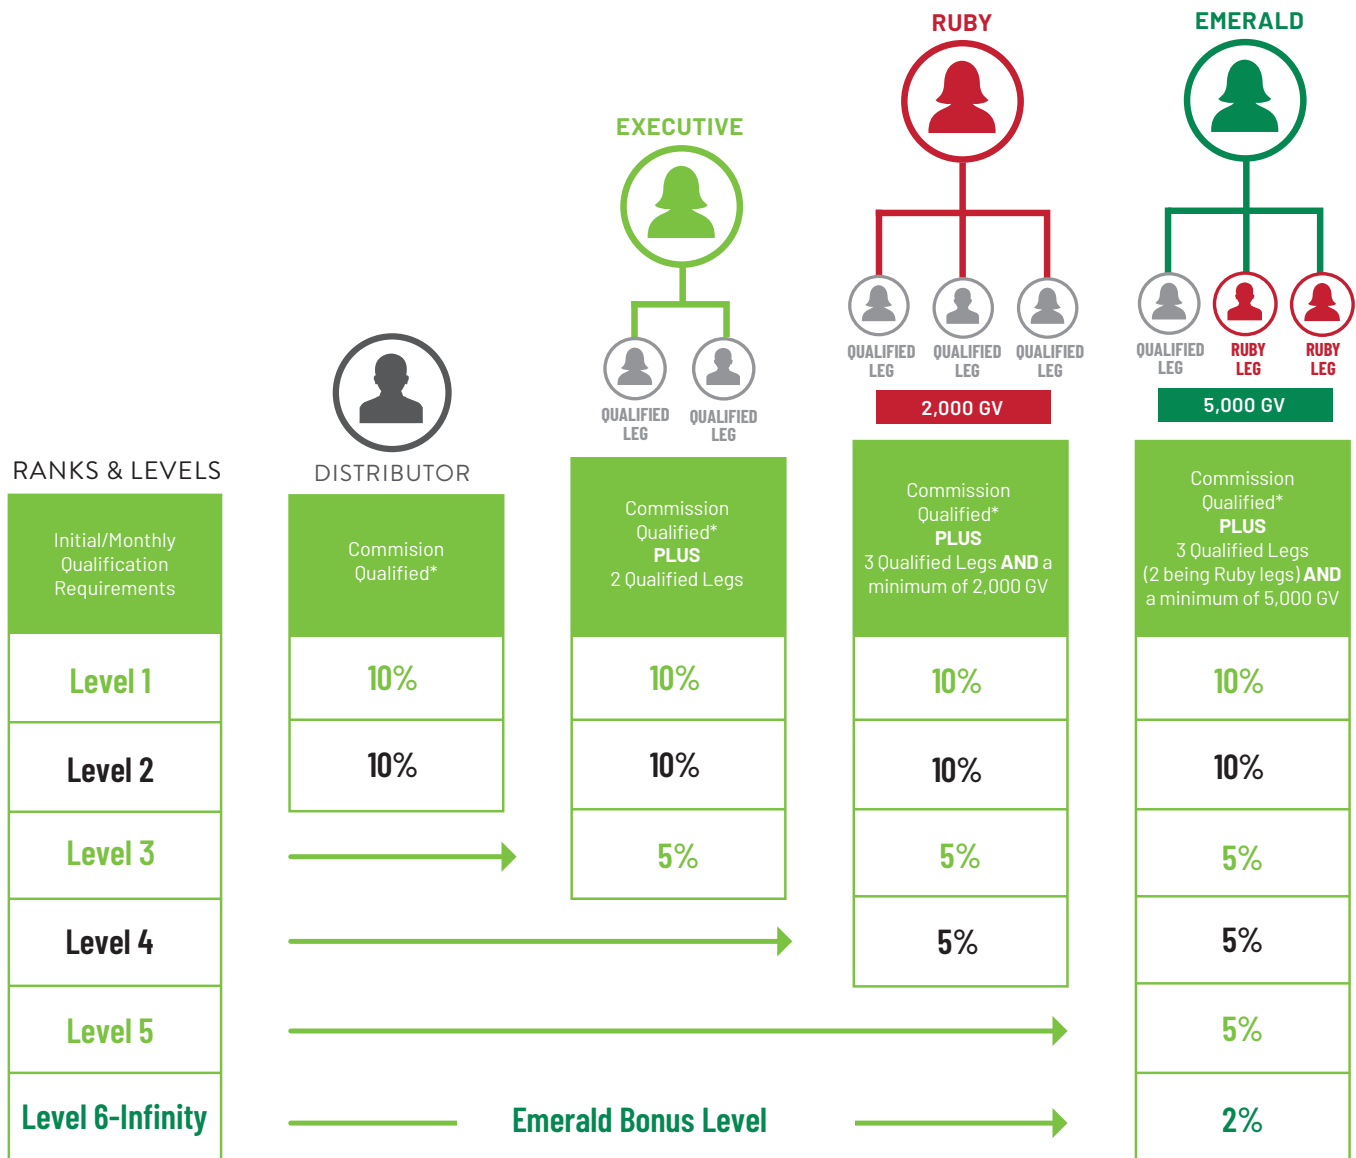 RUBY
EMERALD
EXECUTIVE
QUALIFIED
LEG
QUALIFIED
LEG
QUALIFIED
LEG
QUALIFIED
LEG
RUBY
LEG
RUBY
LEG
2,000 GV
5,000 GV
QUALIFIED
LEG
QUALIFIED
LEG
RANKS & LEVELS
DISTRIBUTOR
Initial/Monthly
Qualification
Requirements
Commision
Qualified*
Commission
Qualified*
PLUS
2 Qualified Legs
Commission
Qualified*
PLUS
3 Qualified Legs AND a
minimum of 2,000 GV
Commission
Qualified*
PLUS
3 Qualified Legs
(2 being Ruby legs) AND
a minimum of 5,000 GV
Level 1
10%
10%
10%
10%
Level 2
10%
10%
10%
10%
Level 3
5%
5%
5%
Level 4
5%
5%
Level 5
5%
Level 6-Infinity
Emerald Bonus Level
2%